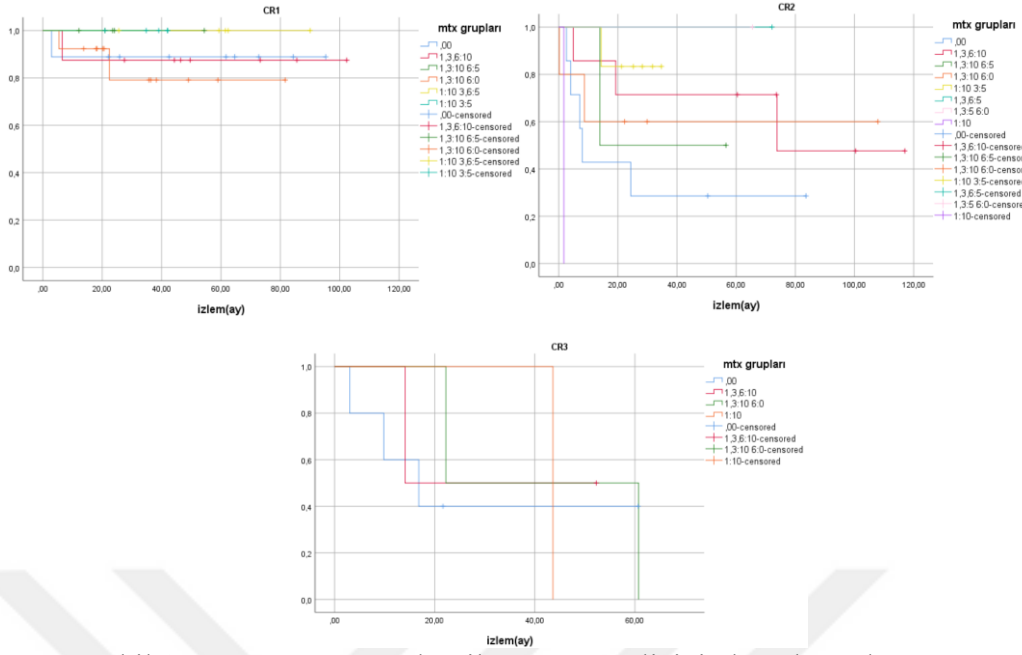 CR1
mtx grupları
,00
1,3,6:10
1,3:10 6:5
1,3:10 6:0
1:10 3,6:5
1:10 3:5
,00-censored
1,3,6:10-censored
1,3:10 6:5-censored
1,3:10 6:0-censored
1:10 3,6:5-censored
1:10 3:5-censored
1,0
0,8
0,6
0,4
0,2
0,0
,00 20,00 40,00 60,00 80,00 100,00 120,00
izlem(ay)
CR2
mtx grupları
,00
1,3,6:10
1,3:10 6:5
1,3:10 6:0
1:10 3:5
1,3,6:5
1,3:5 6:0
1:10
,00-censored
1,3,6:10-censore
1,3:10 6:5-censor
1,3:10 6:0-censor
1:10 3:5-censored
1,3,6:5-censored
1,3:5 6:0-censore
1:10-censored
1,0
0,8
0,6
0,4
0,2
0,0
,00 20,00 40,00 60,00 80,00 100,00 120,00
izlem(ay)
CR3
mtx grupları
,00
1,3,6:10
1,3:10 6:0
1:10
,00-censored
1,3,6:10-censored
1,3:10 6:0-censored
1:10-censored
1,0
0,8
0,6
0,4
0,2
0,0
,00 20,00 40,00 60,00
izlem(ay)